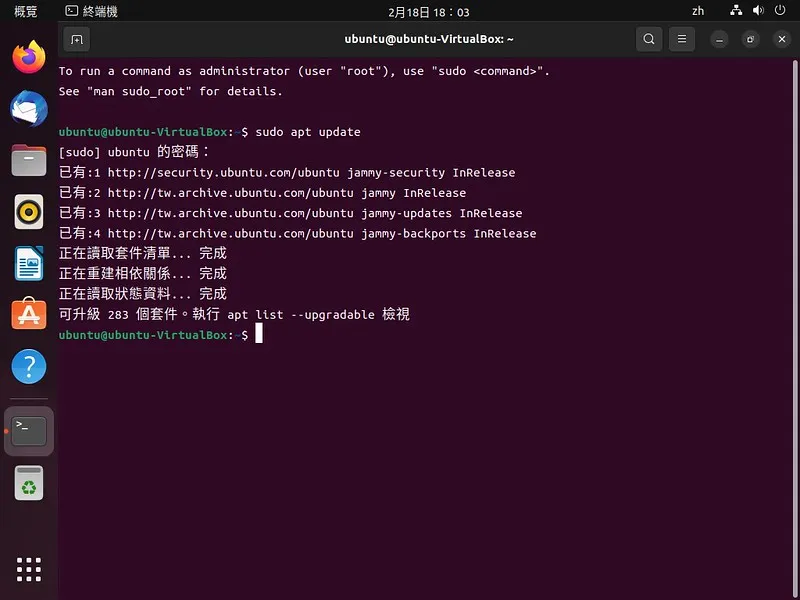 概覽
終端機
2月18日 18：03
zh
ubuntu@ubuntu-VirtualBox: ~
To run a command as administrator (user "root"), use "sudo <command>".
See "man sudo_root" for details.
ubuntu@ubuntu-VirtualBox:~$ sudo apt update
[sudo] ubuntu 的密碼：
已有:1 http://security.ubuntu.com/ubuntu jammy-security InRelease
已有:2 http://tw.archive.ubuntu.com/ubuntu jammy InRelease
已有:3 http://tw.archive.ubuntu.com/ubuntu jammy-updates InRelease
已有:4 http://tw.archive.ubuntu.com/ubuntu jammy-backports InRelease
正在讀取套件清單... 完成
正在重建相依關係... 完成
正在讀取狀態資料... 完成
可升級 283 個套件。執行 apt list --upgradable 檢視
ubuntu@ubuntu-VirtualBox:~$